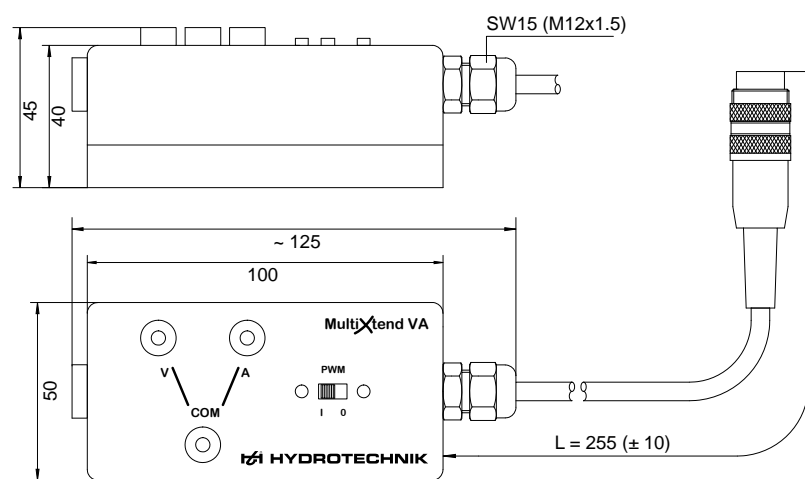 SW15 (M12x1.5)
45
40
~ 125
100
50
MultiXtend VA
V
A
COM
PWM
I 0
HYDROTECHNIK
L = 255 (± 10)